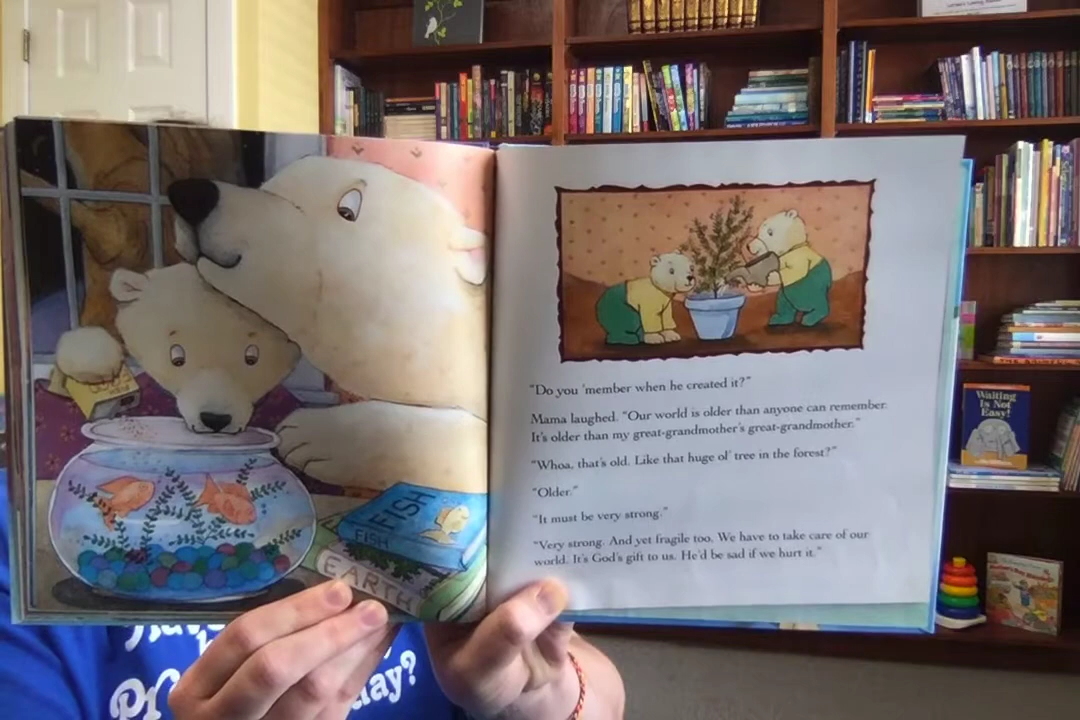 FISH
FISH
EARTH
"Do you 'member when he created it?"
Mama laughed. "Our world is older than anyone can remember.
It's older than my great-grandmother's great-grandmother."
"Whoa, that's old. Like that huge ol' tree in the forest?"
"Older."
"It must be very strong."
"Very strong. And yet fragile too. We have to take care of our
world. It's God's gift to us. He'd be sad if we hurt it."
Waiting
Is Not
Easy!